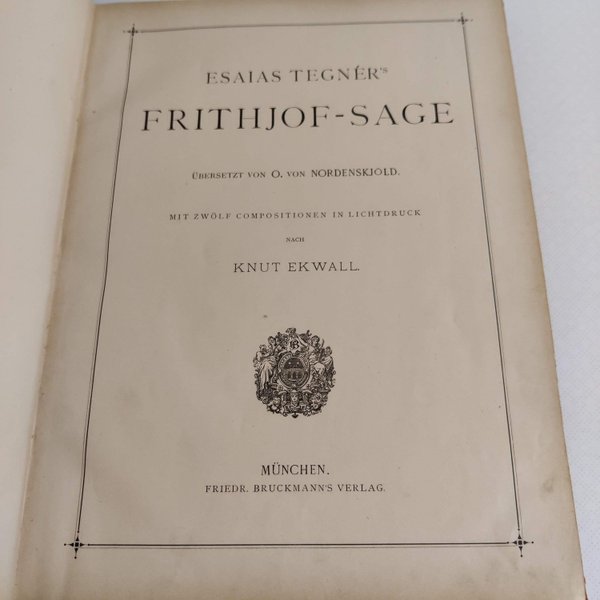 ESAIAS TEGNÉR'S
FRITHJOF-SAGE
ÜBERSETZT VON O. VON NORDENSKJOLD.
MIT ZWÖLF COMPOSITIONEN IN LICHTDRUCK
NACH
KNUT EKWALL.
MÜNCHEN.
FRIEDR. BRUCKMANN'S VERLAG.